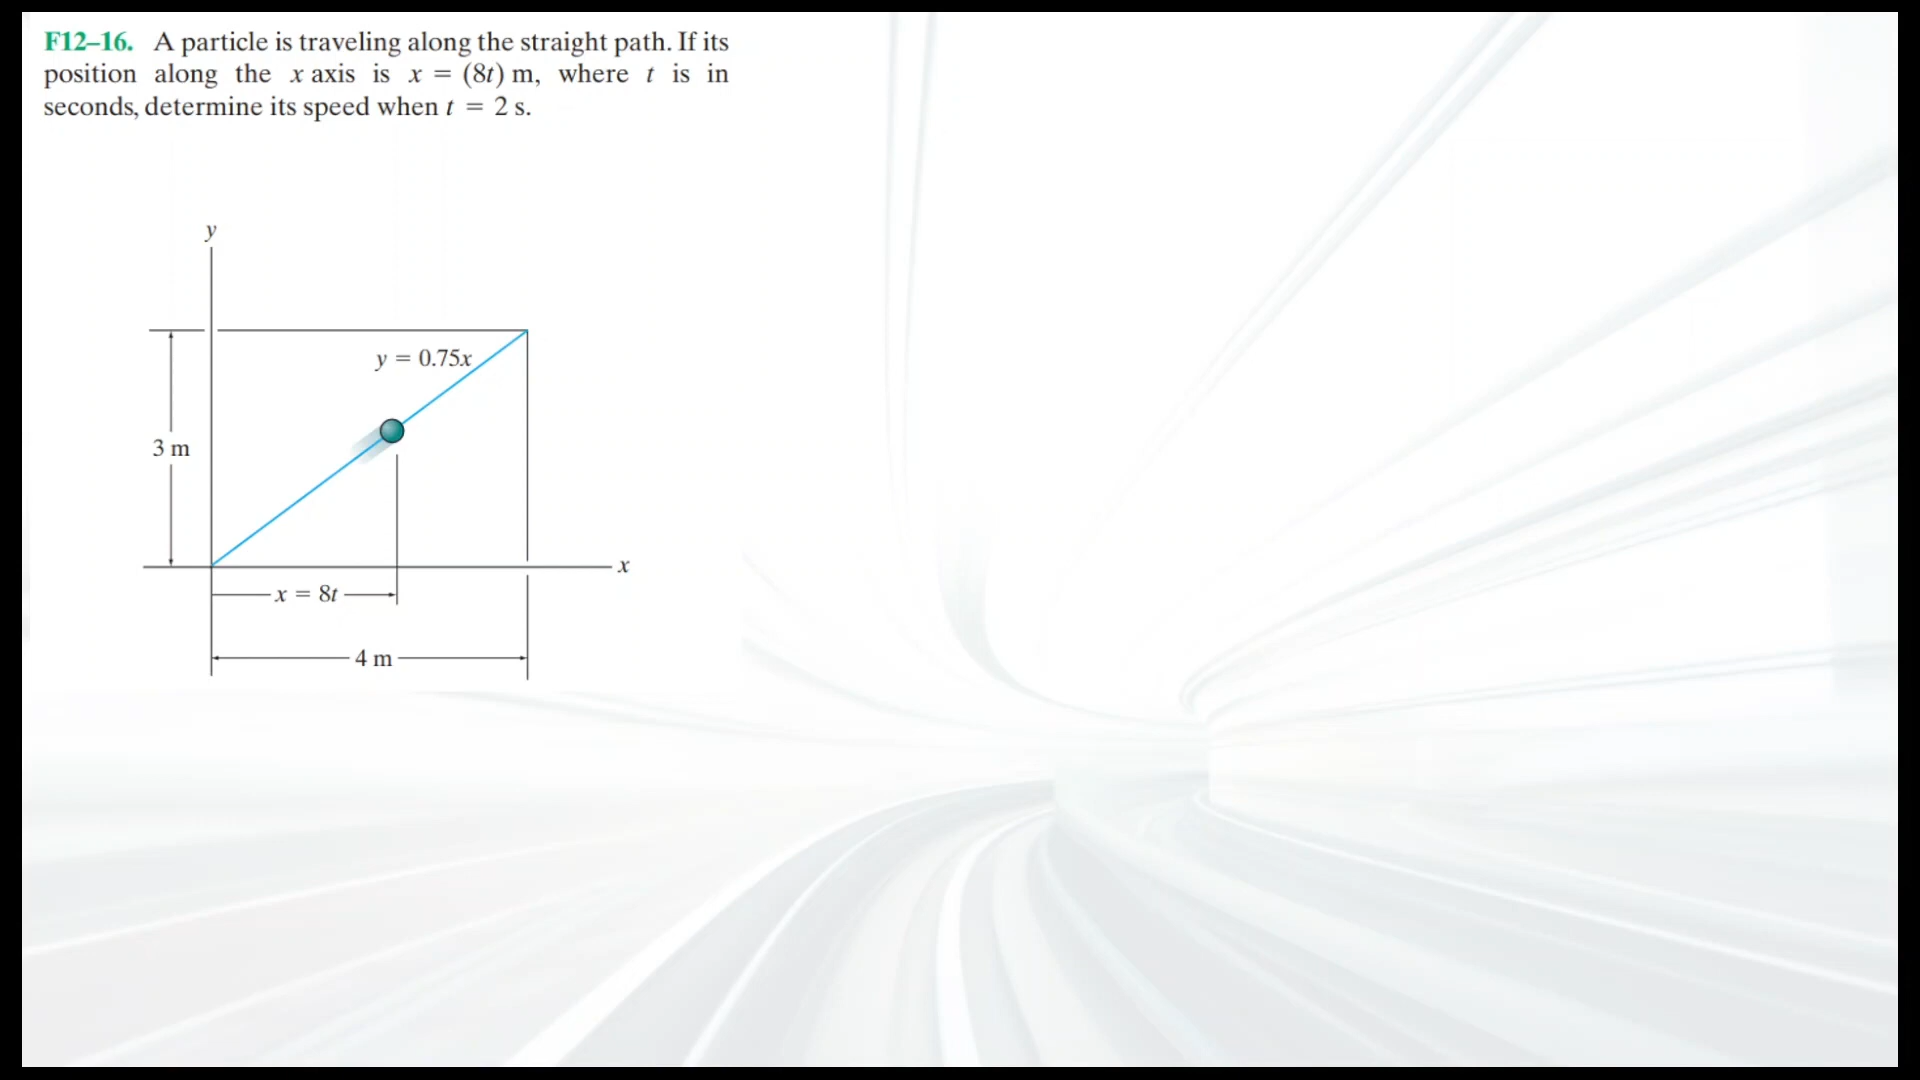 F12–16. A particle is traveling along the straight path. If its
position along the x axis is x = (8t) m, where t is in
seconds, determine its speed when t = 2 s.
y
y = 0.75x
3 m
x
x = 8t
4 m